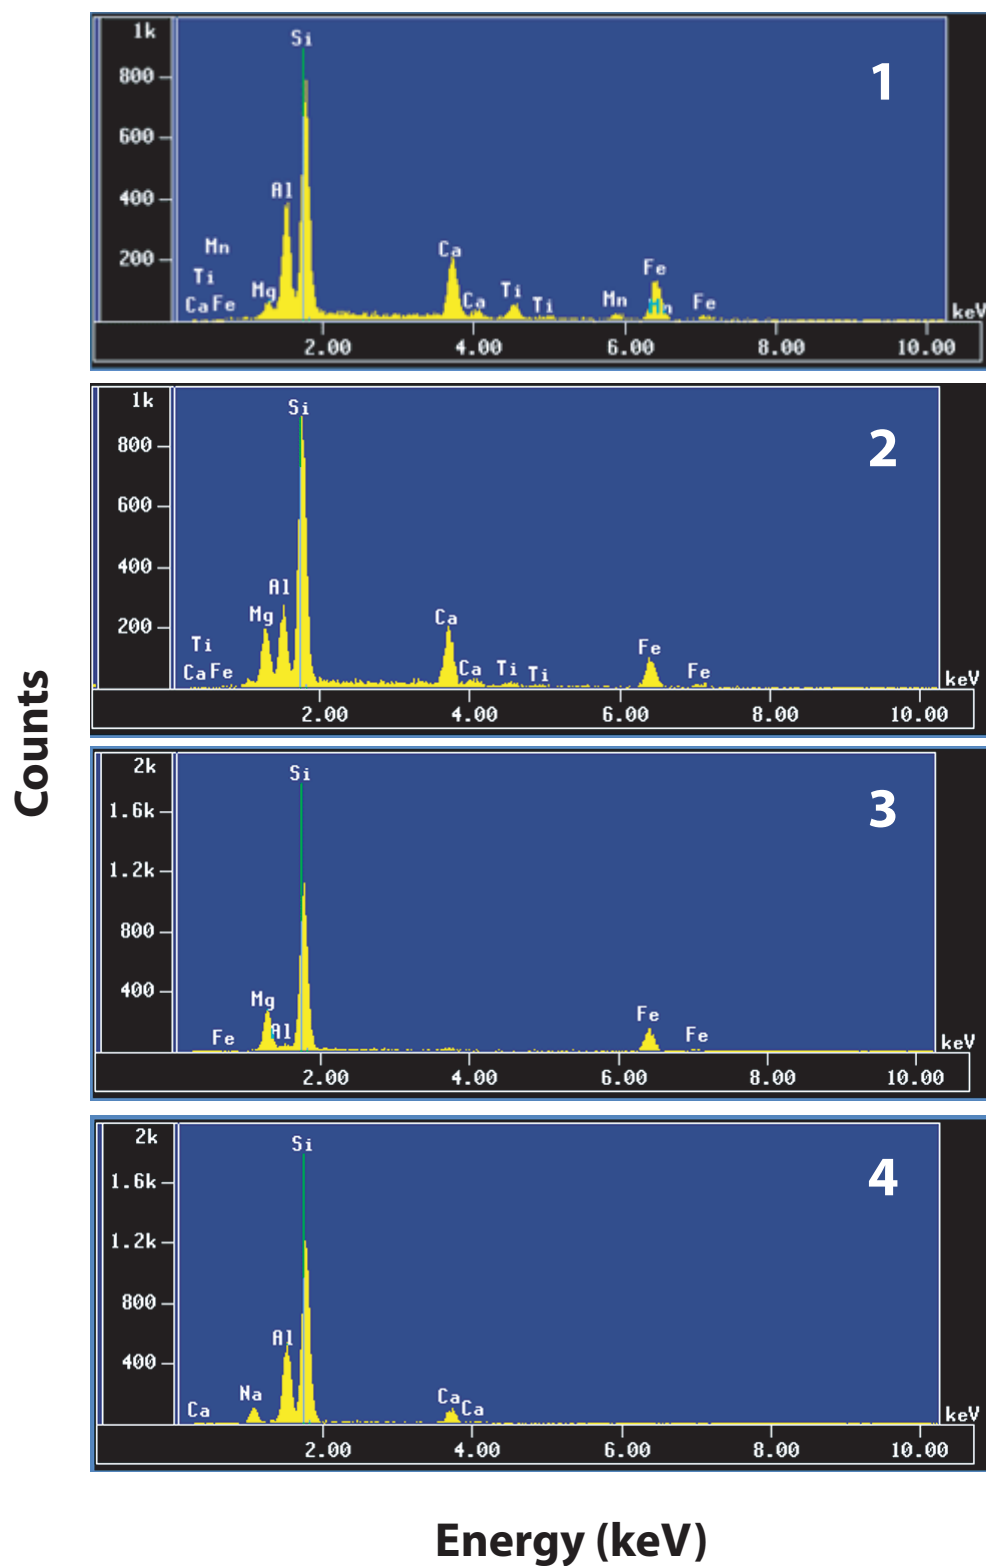 1k
Si
1
800
600
Al
400
Mn
Ca
200
Ti
Fe
Mg
Ti
Ca Fe
Ca
Ti
Mn
Mn
Fe
keV
2.00 4.00 6.00 8.00 10.00
1k
Si
2
800
600
400
Al
Mg
Ca
200
Ti
Fe
Ca Fe
Ca
Ti
Ti
Fe
keV
2.00 4.00 6.00 8.00 10.00
2k
Si
3
1.6k
1.2k
800
400
Mg
Fe
Fe
Al
Fe
keV
2.00 4.00 6.00 8.00 10.00
2k
Si
4
1.6k
1.2k
800
Al
400
Na
Ca
Ca
Ca
keV
2.00 4.00 6.00 8.00 10.00
Counts
Energy (keV)